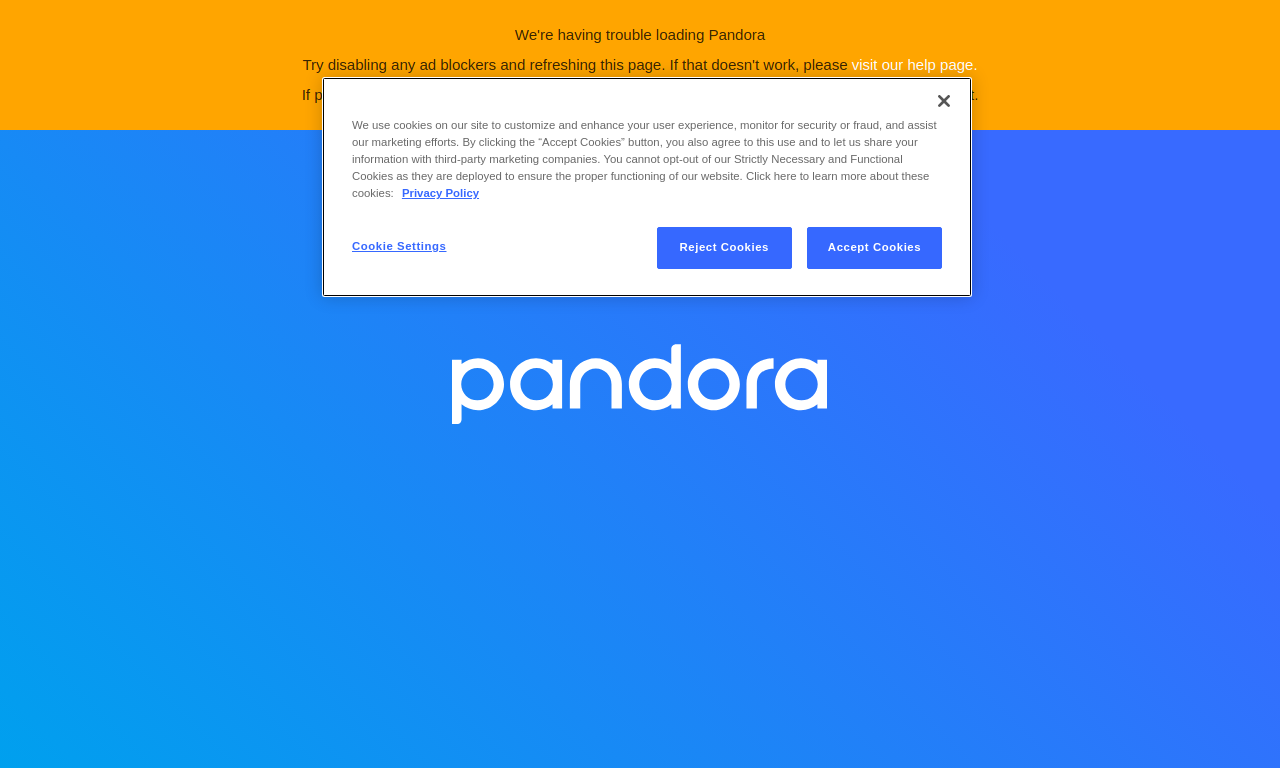 We're having trouble loading Pandora
Try disabling any ad blockers and refreshing this page. If that doesn't work, please visit our help page.
If
We use cookies on our site to customize and enhance your user experience, monitor for security or fraud, and assist
our marketing efforts. By clicking the “Accept Cookies” button, you also agree to this use and to let us share your
information with third-party marketing companies. You cannot opt-out of our Strictly Necessary and Functional
Cookies as they are deployed to ensure the proper functioning of our website. Click here to learn more about these
cookies: Privacy Policy
Cookie Settings
Reject Cookies
Accept Cookies
pandora